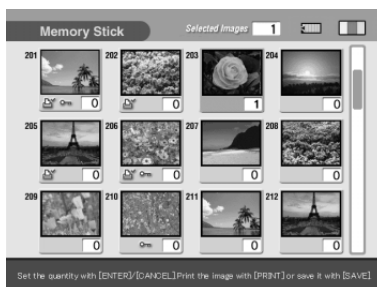 Memory Stick
Selected Images 1
201 202 203 204
0 0 1 0
205 206 207 208
0 0 0 0
209 210 211 212
0 0 0 0
Set the quantity with [ENTER]/[CANCEL] Print the image with [PRINT] or save it with [SAVE]